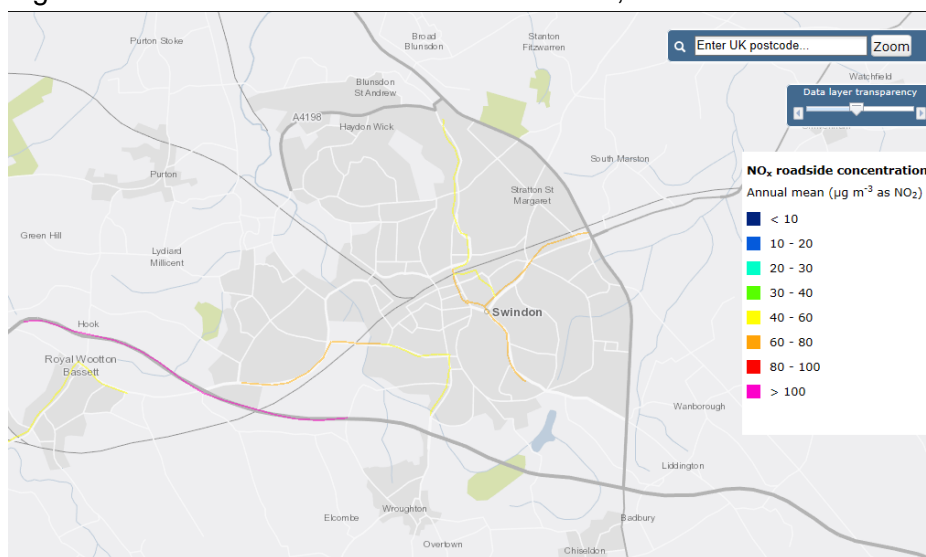 Purton Stoke
Broad
Blunsdon
Stanton
Fitzwarren
Enter UK postcode...
Zoom
Watchfield
Blunsdon
St Andrew
Data layer transparency
A4198
Haydon Wick
South Marston
NOx roadside concentration
Annual mean (µg m-3 as NO2)
< 10
10 - 20
20 - 30
30 - 40
40 - 60
60 - 80
80 - 100
> 100
Purton
Stratton St
Margaret
Green Hill
Lydiard
Millicent
Swindon
Hook
Royal Wootton
Bassett
Wanborough
Liddington
Wroughton
Elcombe
Badbury
Overtown
Chiseldon